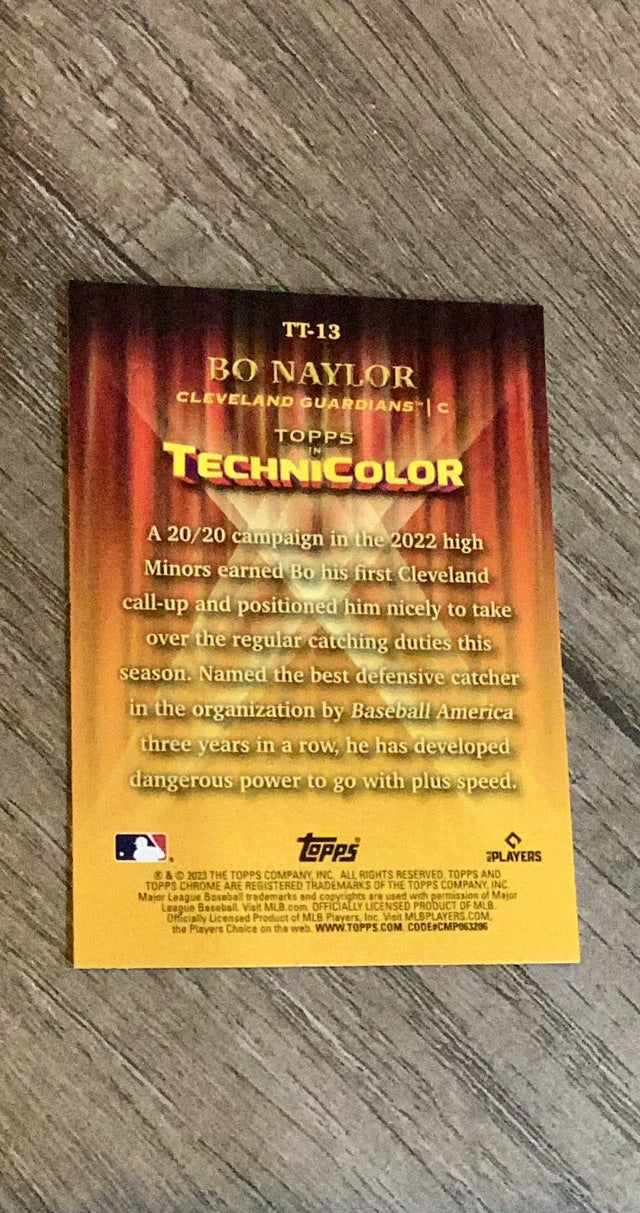 TT-13
BO NAYLOR
CLEVELAND GUARDIANS™ | C
TOPPS
IN
TECHNICOLOR
A 20/20 campaign in the 2022 high
Minors earned Bo his first Cleveland
call-up and positioned him nicely to take
over the regular catching duties this
season. Named the best defensive catcher
in the organization by Baseball America
three years in a row, he has developed
dangerous power to go with plus speed.
Topps®
PLAYERS
® & © 2023 THE TOPPS COMPANY, INC. ALL RIGHTS RESERVED. TOPPS AND
TOPPS CHROME ARE REGISTERED TRADEMARKS OF THE TOPPS COMPANY, INC.
Major League Baseball trademarks and copyrights are used with permission of Major
League Baseball. Visit MLB.com. OFFICIALLY LICENSED PRODUCT OF MLB.
Officially Licensed Product of MLB Players, Inc. Visit MLBPLAYERS.COM,
the Players Choice on the web. WWW.TOPPS.COM. CODE#CMP063206